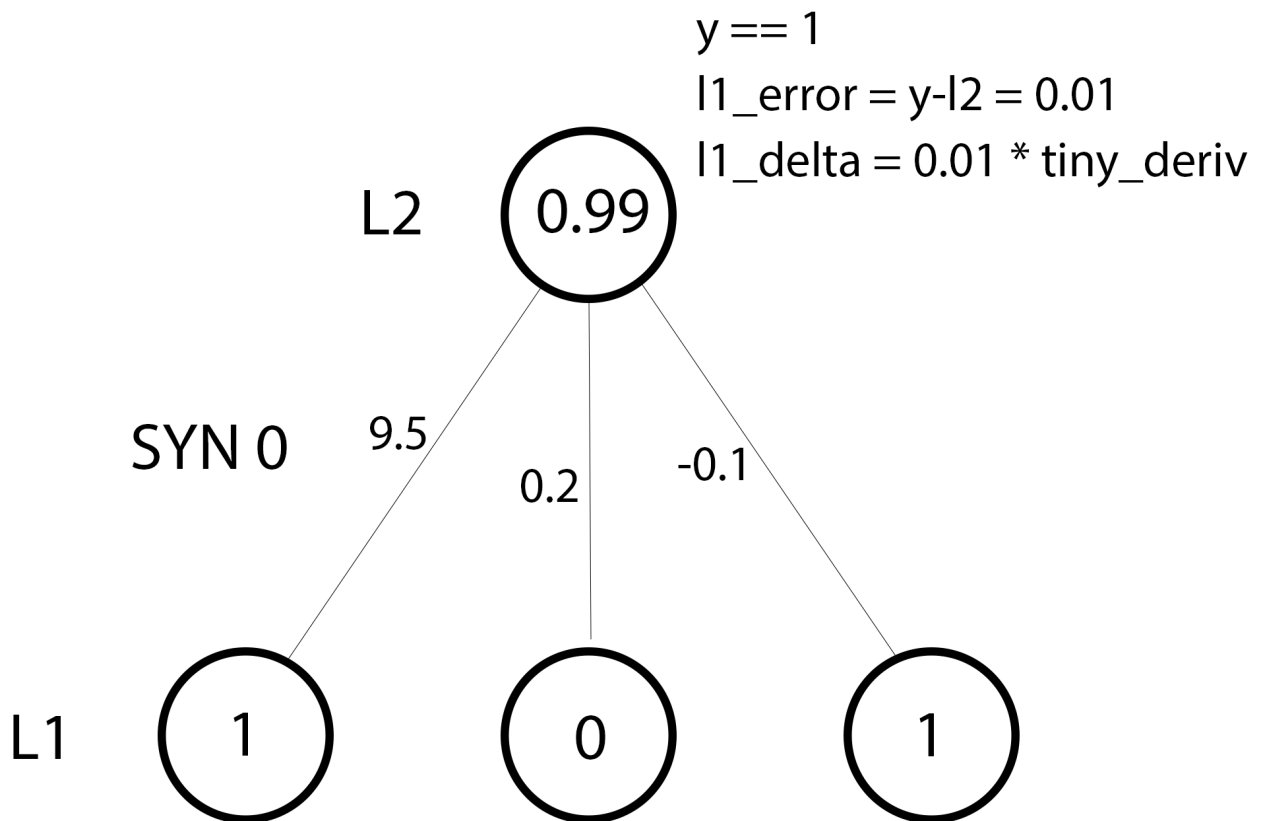 y == 1
l1_error = y-l2 = 0.01
l1_delta = 0.01 * tiny_deriv
L2
0.99
SYN 0
9.5
0.2
-0.1
L1
1
0
1